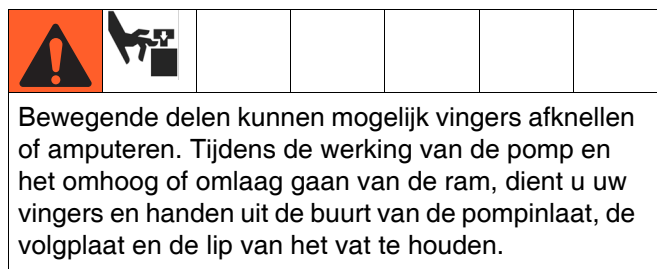 Bewegende delen kunnen mogelijk vingers afknellen
of amputeren. Tijdens de werking van de pomp en
het omhoog of omlaag gaan van de ram, dient u uw
vingers en handen uit de buurt van de pompinlaat, de
volgplaat en de lip van het vat te houden.